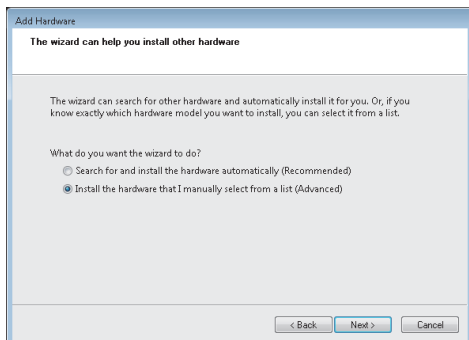 Add Hardware
The wizard can help you install other hardware
The wizard can search for other hardware and automatically install it for you. Or, if you
know exactly which hardware model you want to install, you can select it from a list.
What do you want the wizard to do?
Search for and install the hardware automatically (Recommended)
Install the hardware that I manually select from a list (Advanced)
< Back Next > Cancel